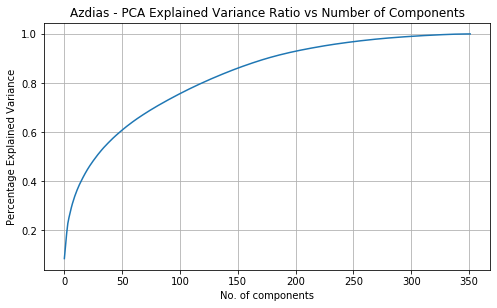 Azdias - PCA Explained Variance Ratio vs Number of Components
Percentage Explained Variance
1.0
0.8
0.6
0.4
0.2
0 50 100 150 200 250 300 350
No. of components